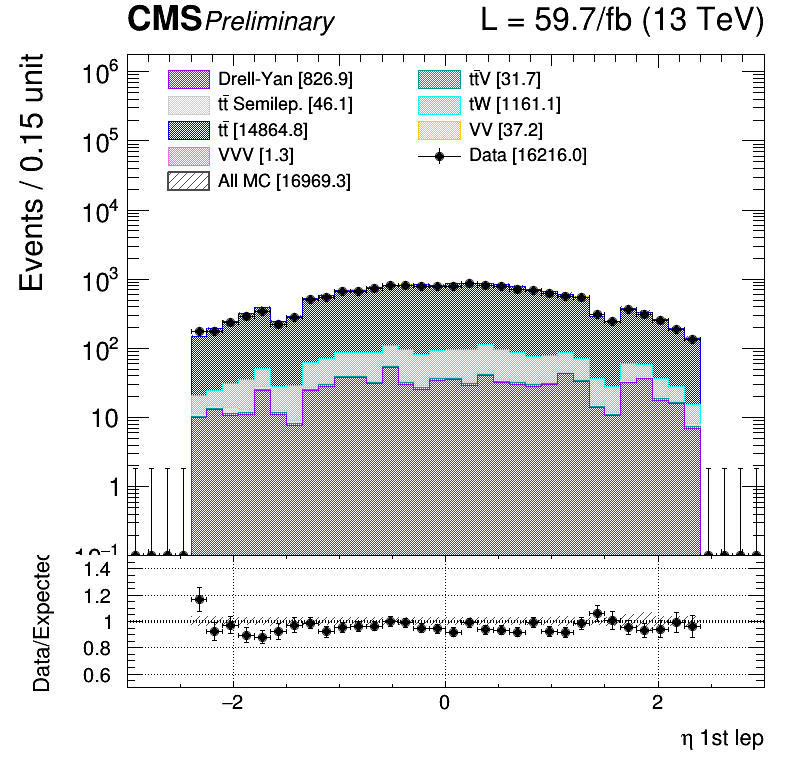 CMS Preliminary L = 59.7/fb (13 TeV)
Events / 0.15 unit
10⁶
10⁵
10⁴
10³
10²
10
1
10⁻¹
Drell-Yan [826.9]
tt̄ Semilep. [46.1]
tt̄ [14864.8]
VVV [1.3]
All MC [16969.3]
tt̄V [31.7]
tW [1161.1]
VV [37.2]
Data [16216.0]
Data/Expected
1.4
1.2
1
0.8
0.6
−2 0 2
η 1st lep